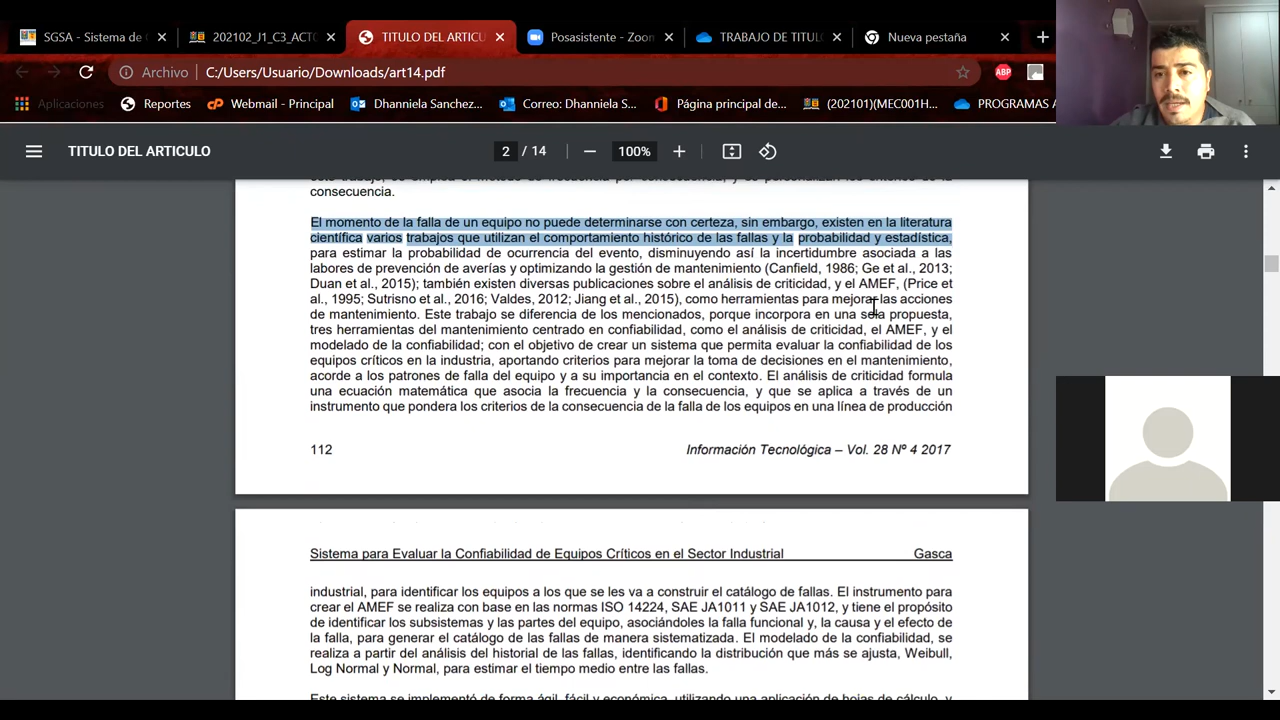 SGSA - Sistema de
202102_J1_C3_ACT
TITULO DEL ARTICU
Posasistente - Zoom
TRABAJO DE TITUL
Nueva pestaña
Archivo C:/Users/Usuario/Downloads/art14.pdf
ABP
Aplicaciones
Reportes
Webmail - Principal
Dhanniela Sanchez...
Correo: Dhanniela S...
Página principal de...
(202101)(MEC001H...
PROGRAMAS A
TITULO DEL ARTICULO
2 / 14
100%
consecuencia.
El momento de la falla de un equipo no puede determinarse con certeza, sin embargo, existen en la literatura
científica varios trabajos que utilizan el comportamiento histórico de las fallas y la probabilidad y estadística,
para estimar la probabilidad de ocurrencia del evento, disminuyendo así la incertidumbre asociada a las
labores de prevención de averías y optimizando la gestión de mantenimiento (Canfield, 1986; Ge et al., 2013;
Duan et al., 2015); también existen diversas publicaciones sobre el análisis de criticidad, y el AMEF, (Price et
al., 1995; Sutrisno et al., 2016; Valdes, 2012; Jiang et al., 2015), como herramientas para mejorar las acciones
de mantenimiento. Este trabajo se diferencia de los mencionados, porque incorpora en una sola propuesta,
tres herramientas del mantenimiento centrado en confiabilidad, como el análisis de criticidad, el AMEF, y el
modelado de la confiabilidad; con el objetivo de crear un sistema que permita evaluar la confiabilidad de los
equipos críticos en la industria, aportando criterios para mejorar la toma de decisiones en el mantenimiento,
acorde a los patrones de falla del equipo y a su importancia en el contexto. El análisis de criticidad formula
una ecuación matemática que asocia la frecuencia y la consecuencia, y que se aplica a través de un
instrumento que pondera los criterios de la consecuencia de la falla de los equipos en una línea de producción
112
Información Tecnológica – Vol. 28 Nº 4 2017
Sistema para Evaluar la Confiabilidad de Equipos Críticos en el Sector Industrial
Gasca
industrial, para identificar los equipos a los que se les va a construir el catálogo de fallas. El instrumento para
crear el AMEF se realiza con base en las normas ISO 14224, SAE JA1011 y SAE JA1012, y tiene el propósito
de identificar los subsistemas y las partes del equipo, asociándoles la falla funcional y, la causa y el efecto de
la falla, para generar el catálogo de las fallas de manera sistematizada. El modelado de la confiabilidad, se
realiza a partir del análisis del historial de las fallas, identificando la distribución que más se ajusta, Weibull,
Log Normal y Normal, para estimar el tiempo medio entre las fallas.
Este sistema se implementó de forma ágil, fácil y económica, utilizando una aplicación de hojas de cálculo, y